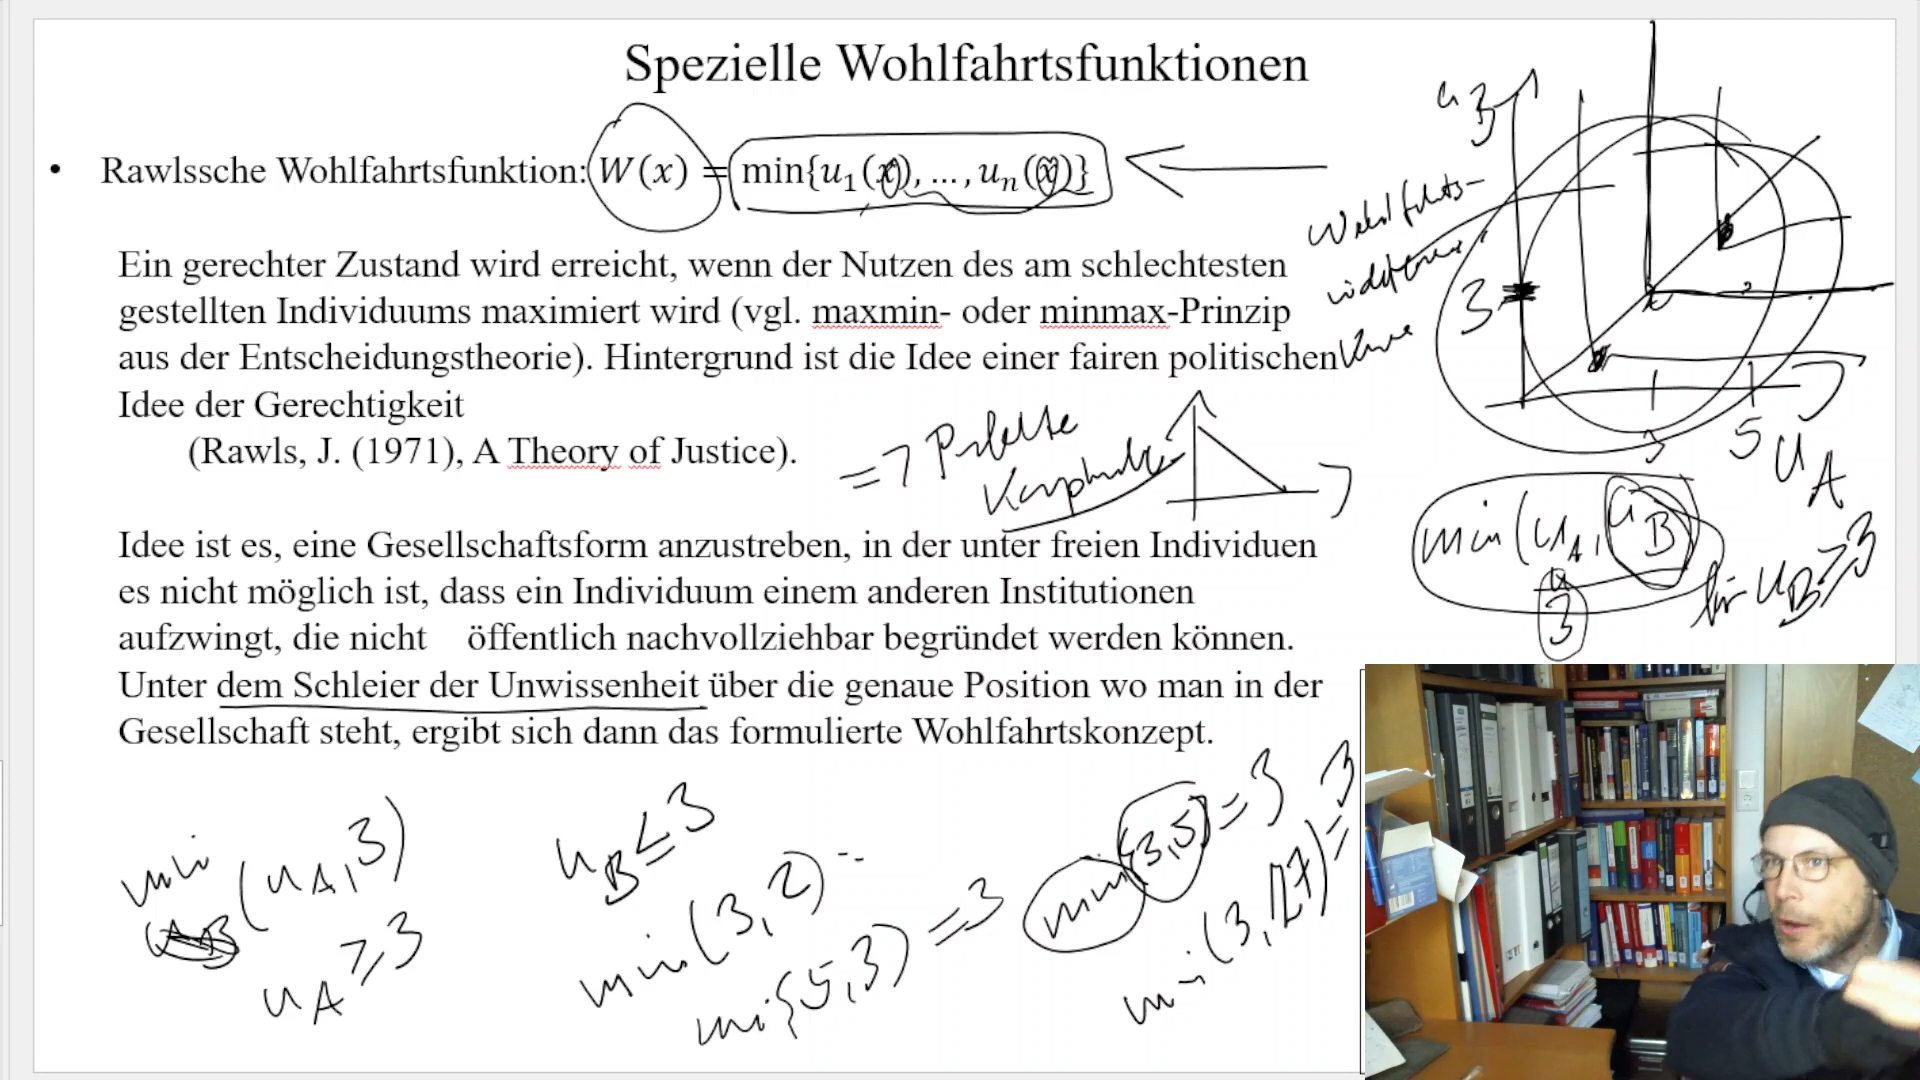 Spezielle Wohlfahrtsfunktionen
• Rawlssche Wohlfahrtsfunktion: W(x) = min{u₁(x), …, uₙ(x)}
Ein gerechter Zustand wird erreicht, wenn der Nutzen des am schlechtesten
gestellten Individuums maximiert wird (vgl. maxmin- oder minmax-Prinzip
aus der Entscheidungstheorie). Hintergrund ist die Idee einer fairen politischen
Idee der Gerechtigkeit
(Rawls, J. (1971), A Theory of Justice).
Idee ist es, eine Gesellschaftsform anzustreben, in der unter freien Individuen
es nicht möglich ist, dass ein Individuum einem anderen Institutionen
aufzwingt, die nicht öffentlich nachvollziehbar begründet werden können.
Unter dem Schleier der Unwissenheit über die genaue Position wo man in der
Gesellschaft steht, ergibt sich dann das formulierte Wohlfahrtskonzept.
3
3
5
u_A
min(u_A, u_B)
3
für u_B ≥ 3
min
(u_A, 3)
u_A ≥ 3
u_B ≤ 3
min(3,2) =
min{5,3) = 3
min(3,5) = 3
min(3,17) = 3